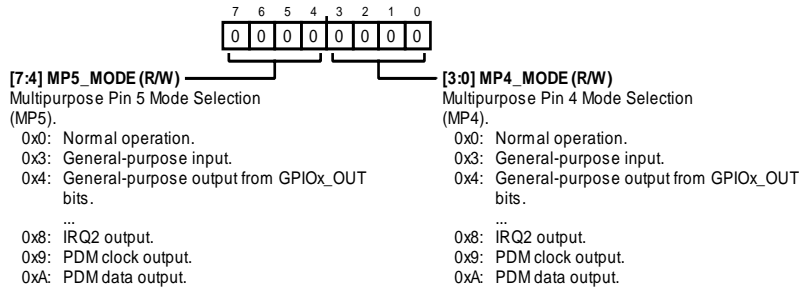 7 6 5 4 3 2 1 0
0 0 0 0 0 0 0 0
[7:4] MP5_MODE (R/W)
Multipurpose Pin 5 Mode Selection
(MP5).
0x0: Normal operation.
0x3: General-purpose input.
0x4: General-purpose output from GPIOx_OUT
bits.
...
0x8: IRQ2 output.
0x9: PDM clock output.
0xA: PDM data output.
[3:0] MP4_MODE (R/W)
Multipurpose Pin 4 Mode Selection
(MP4).
0x0: Normal operation.
0x3: General-purpose input.
0x4: General-purpose output from GPIOx_OUT
bits.
...
0x8: IRQ2 output.
0x9: PDM clock output.
0xA: PDM data output.